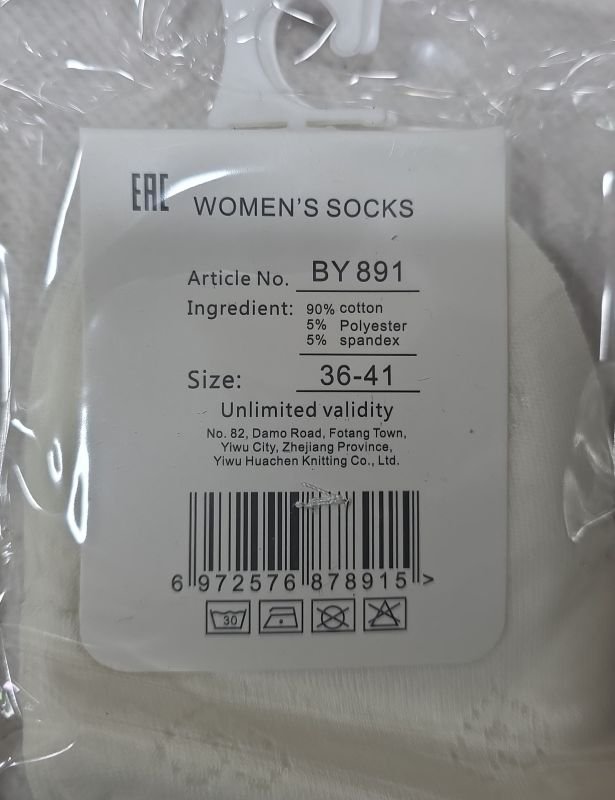 EAC WOMEN'S SOCKS
Article No. BY 891
Ingredient: 90% cotton
5% Polyester
5% spandex
Size: 36-41
Unlimited validity
No. 82, Damo Road, Fotang Town,
Yiwu City, Zhejiang Province,
Yiwu Huachen Knitting Co., Ltd.
6 972576 878915 >
30